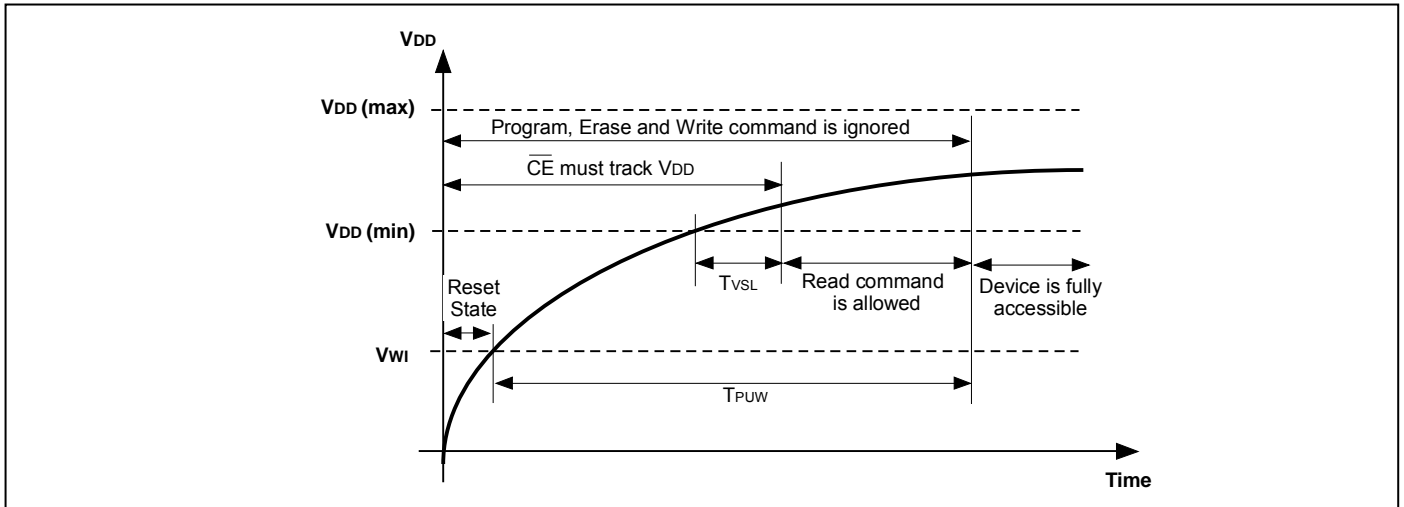 VDD
VDD (max)
Program, Erase and Write command is ignored
CE must track VDD
VDD (min)
TVSL
Read command
is allowed
Device is fully
accessible
Reset
State
VWI
TPUW
Time